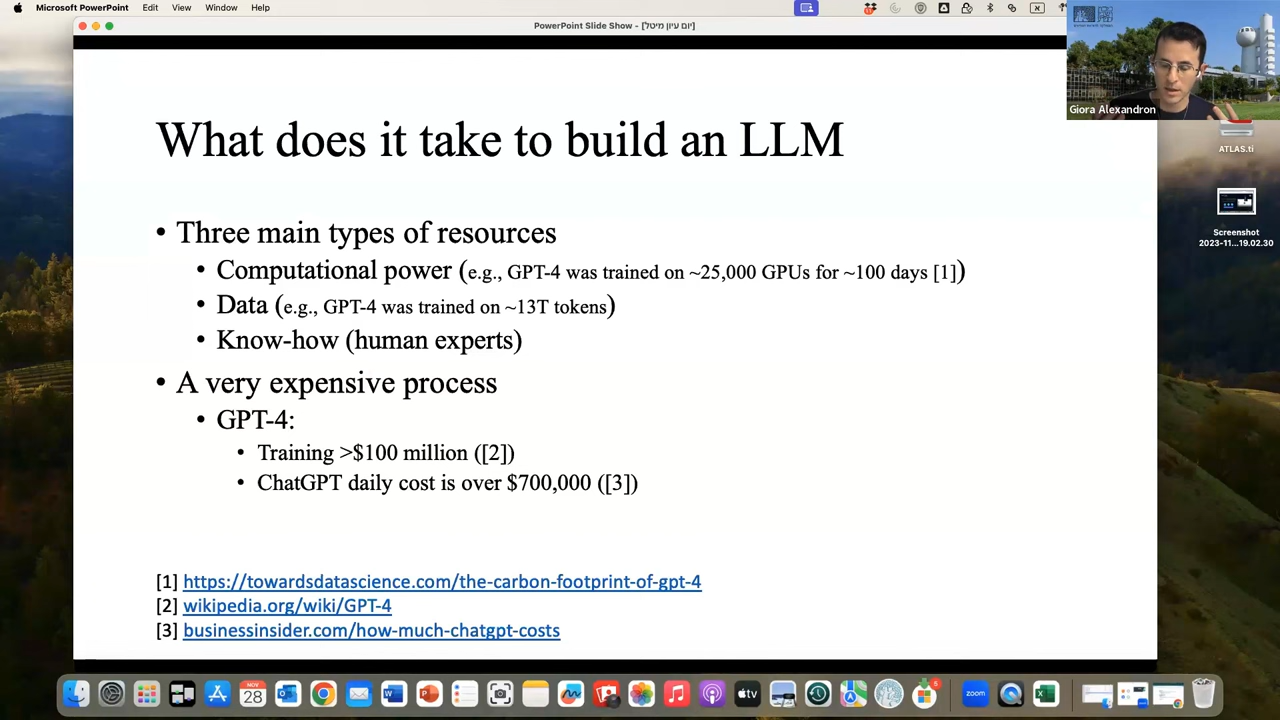 Microsoft PowerPoint Edit View Window Help
PowerPoint Slide Show - [יום עיון מיטל]
Giora Alexandron
What does it take to build an LLM
• Three main types of resources
• Computational power (e.g., GPT-4 was trained on ~25,000 GPUs for ~100 days [1])
• Data (e.g., GPT-4 was trained on ~13T tokens)
• Know-how (human experts)
• A very expensive process
• GPT-4:
• Training >$100 million ([2])
• ChatGPT daily cost is over $700,000 ([3])
[1] https://towardsdatascience.com/the-carbon-footprint-of-gpt-4
[2] wikipedia.org/wiki/GPT-4
[3] businessinsider.com/how-much-chatgpt-costs
ATLAS.ti
Screenshot
2023-11...19.02.30
NOV
28
tv
zoom